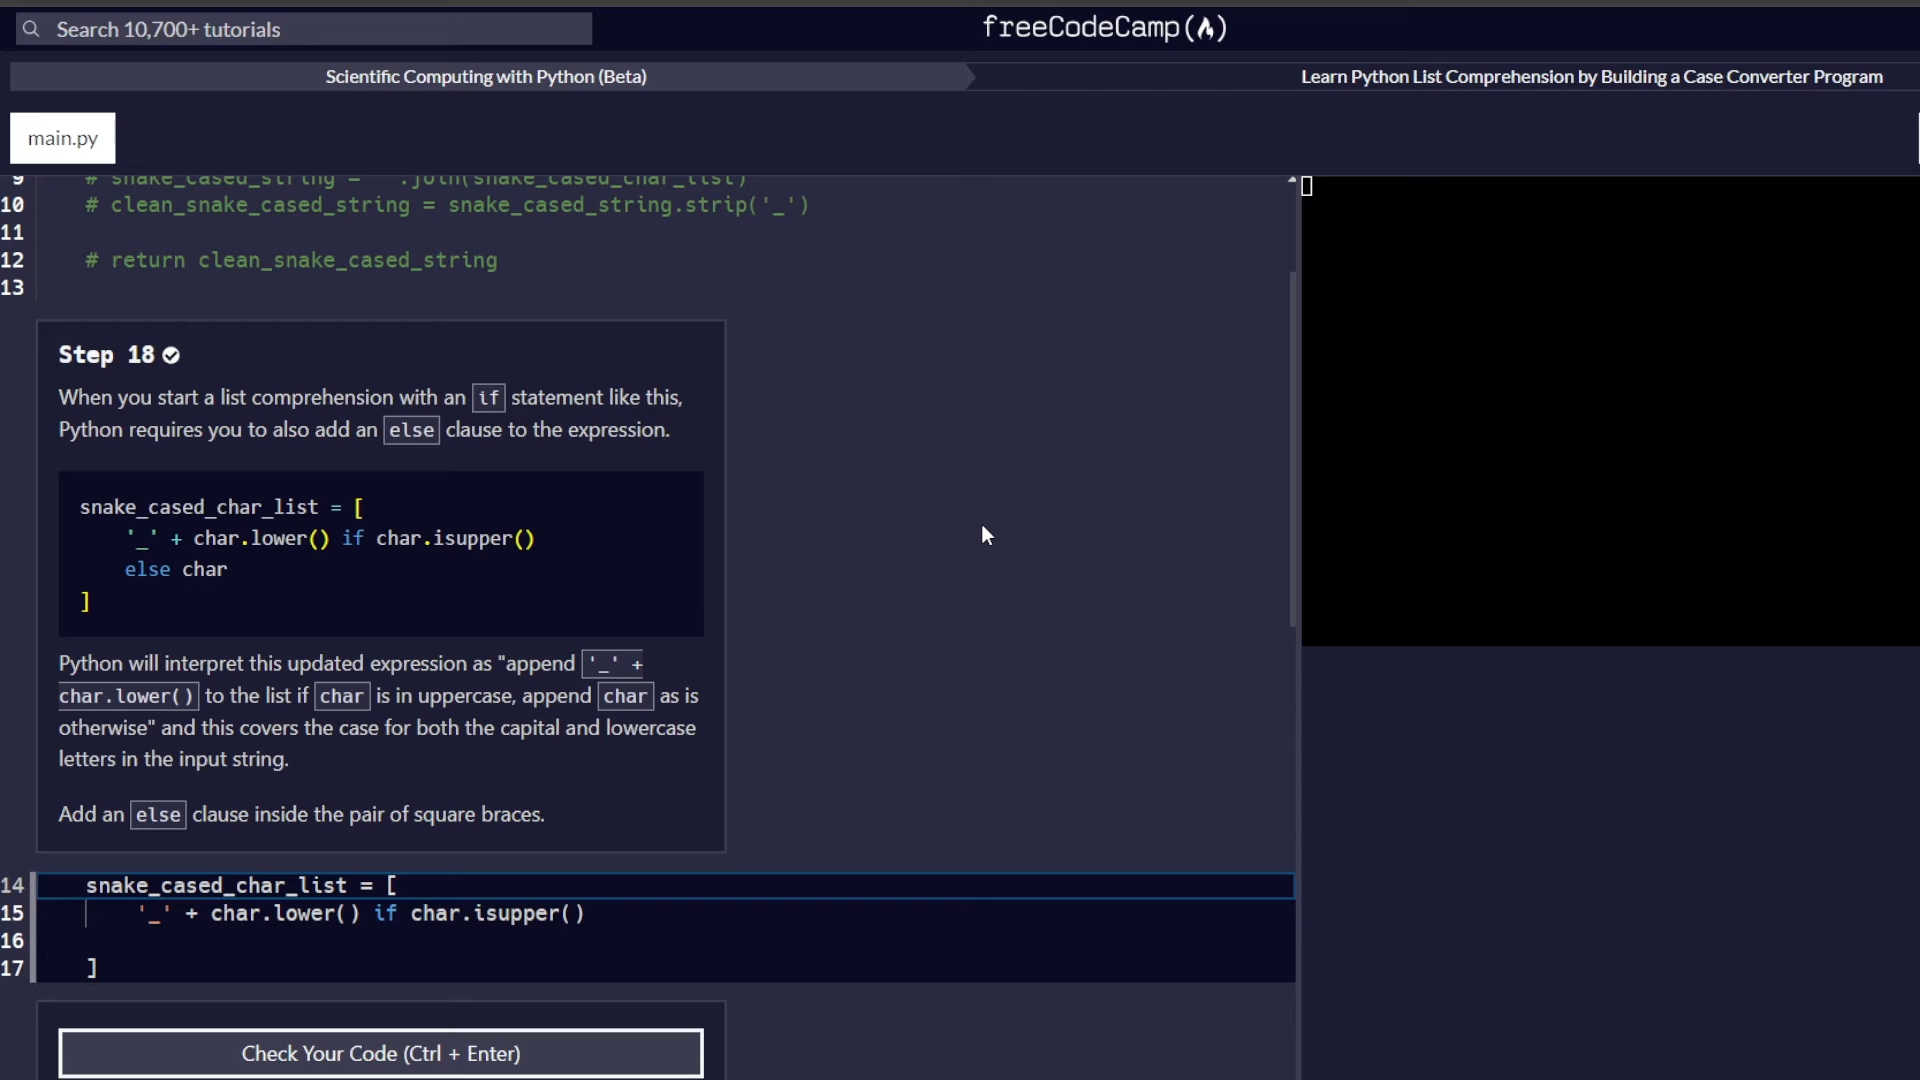 Search 10,700+ tutorials
freeCodeCamp(🔥)
Scientific Computing with Python (Beta)
Learn Python List Comprehension by Building a Case Converter Program
main.py
9 # snake_cased_string = ''.join(snake_cased_char_list)
10 # clean_snake_cased_string = snake_cased_string.strip('_')
11
12 # return clean_snake_cased_string
13
Step 18
When you start a list comprehension with an if statement like this,
Python requires you to also add an else clause to the expression.
snake_cased_char_list = [
'_' + char.lower() if char.isupper()
else char
]
Python will interpret this updated expression as "append '_' +
char.lower() to the list if char is in uppercase, append char as is
otherwise" and this covers the case for both the capital and lowercase
letters in the input string.
Add an else clause inside the pair of square braces.
14 snake_cased_char_list = [
15 '_' + char.lower() if char.isupper()
16
17 ]
Check Your Code (Ctrl + Enter)